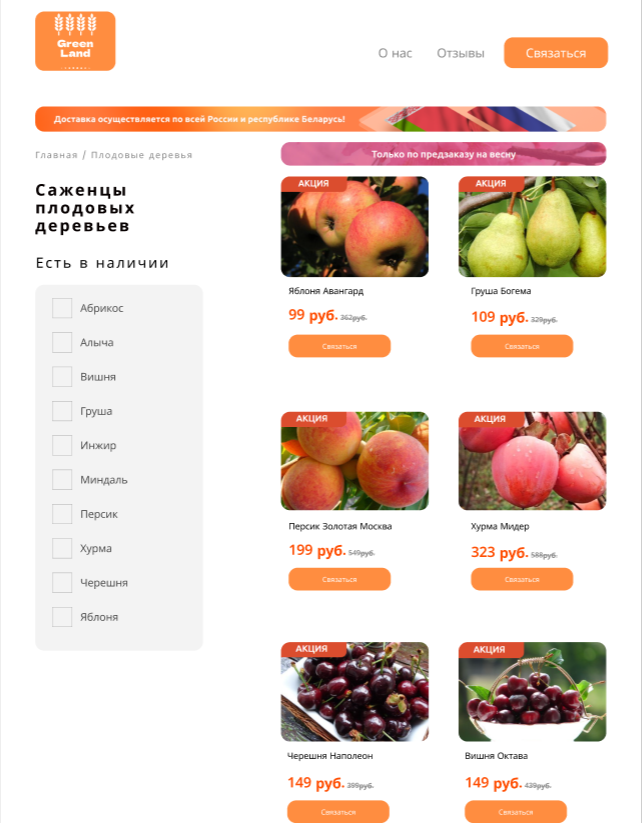 Green
Land
О нас
Отзывы
Связаться
Доставка осуществляется по всей России и республике Беларусь!
Главная / Плодовые деревья
Только по предзаказу на весну
Саженцы
плодовых
деревьев
Есть в наличии
Абрикос
Алыча
Вишня
Груша
Инжир
Миндаль
Персик
Хурма
Черешня
Яблоня
АКЦИЯ
Яблоня Авангард
99 руб. 362руб.
Связаться
АКЦИЯ
Груша Богема
109 руб. 329руб.
Связаться
АКЦИЯ
Персик Золотая Москва
199 руб. 549руб.
Связаться
АКЦИЯ
Хурма Мидер
323 руб. 588руб.
Связаться
АКЦИЯ
Черешня Наполеон
149 руб. 399руб.
Связаться
АКЦИЯ
Вишня Октава
149 руб. 439руб.
Связаться